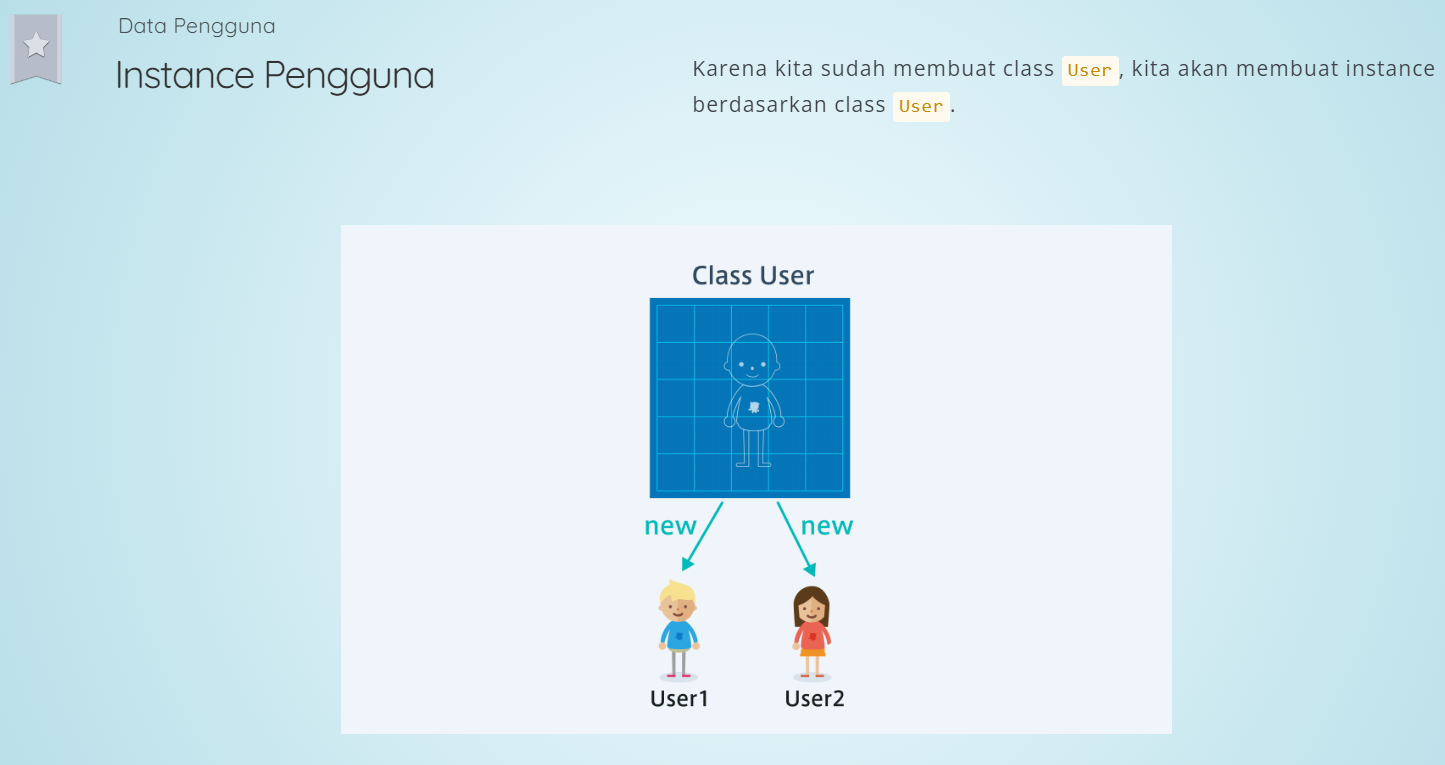 Data Pengguna
Instance Pengguna
Karena kita sudah membuat class User, kita akan membuat instance
berdasarkan class User.
Class User
new new
User1 User2